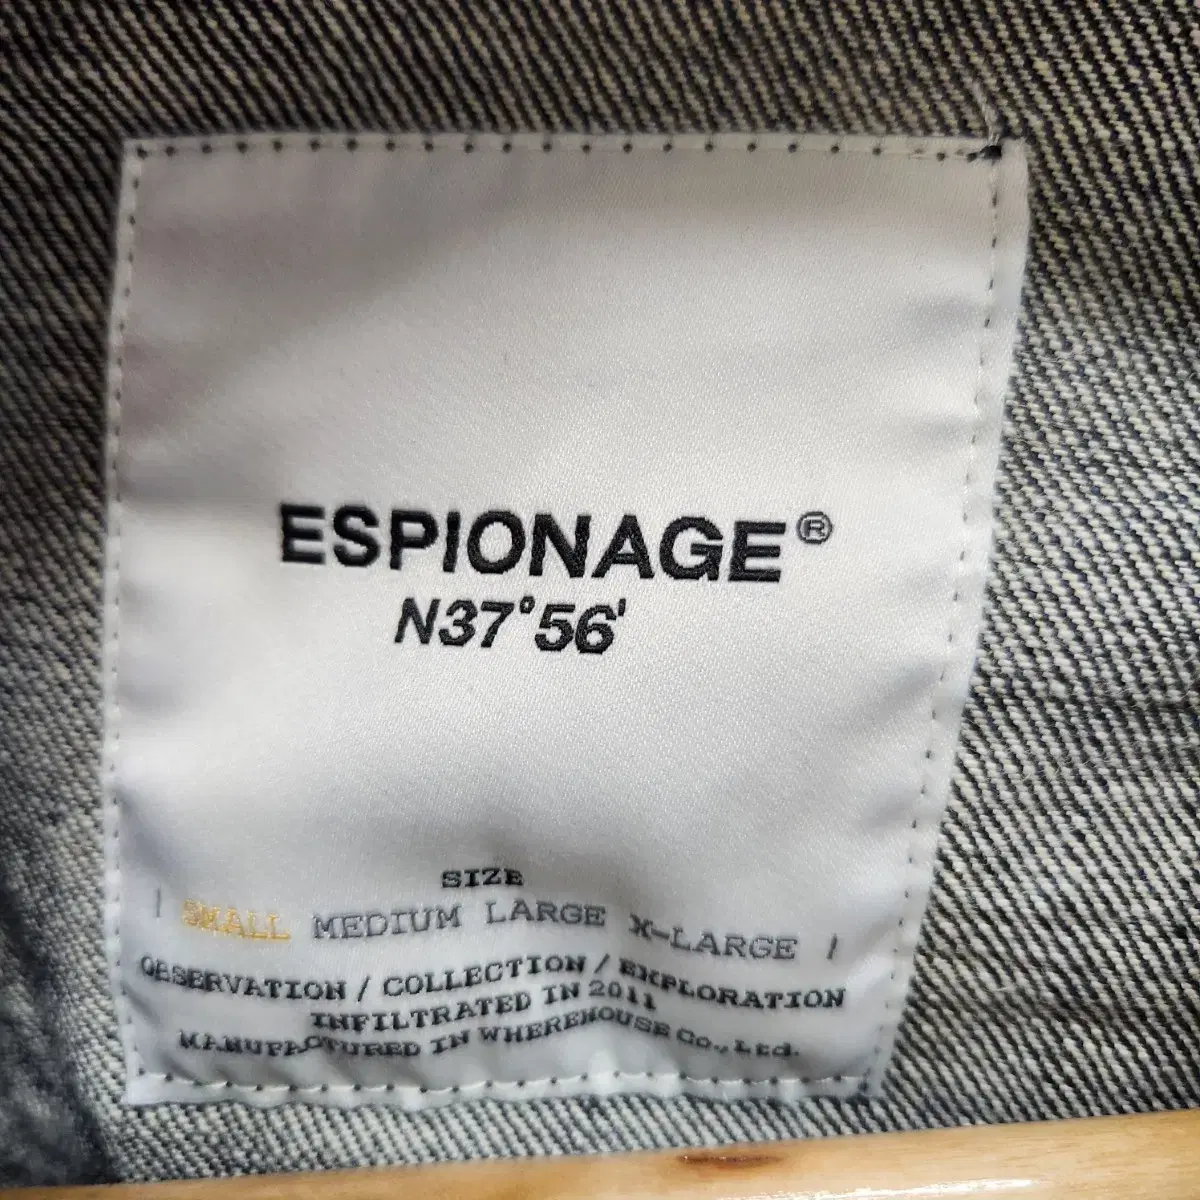 ESPIONAGE®
N37°56'
SIZE
| SMALL MEDIUM LARGE X-LARGE |
OBSERVATION / COLLECTION / EXPLORATION
INFILTRATED IN 2011
MANUFACTURED IN WHEREHOUSE Co., Ltd.